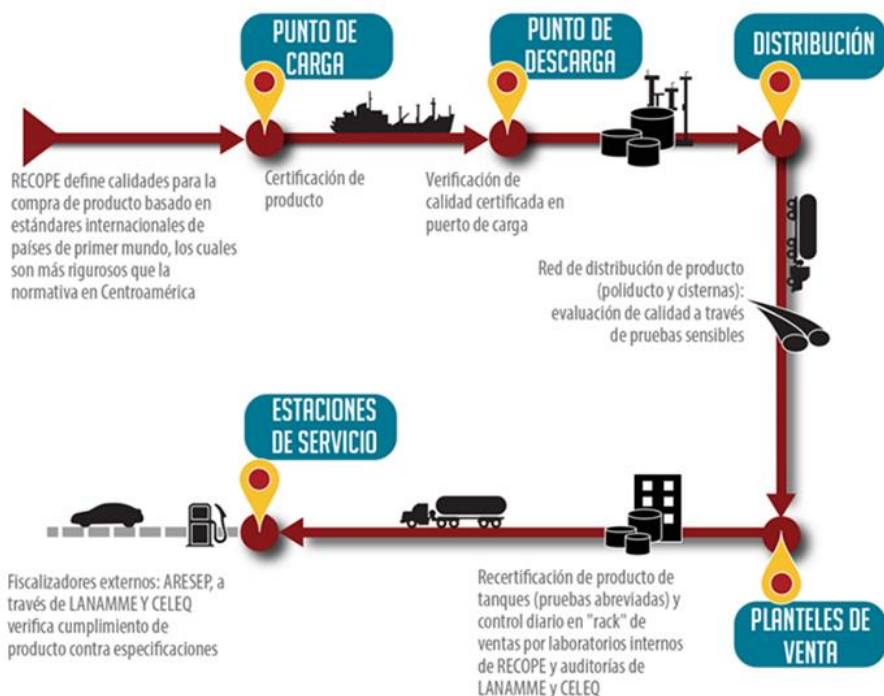 PUNTO DE
CARGA
PUNTO DE
DESCARGA
DISTRIBUCIÓN
RECOPE define calidades para la
compra de producto basado en
estándares internacionales de
países de primer mundo, los cuales
son más rigurosos que la
normativa en Centroamérica
Certificación de
producto
Verificación de
calidad certificada en
puerto de carga
Red de distribución de producto
(poliducto y cisternas):
evaluación de calidad a través
de pruebas sensibles
ESTACIONES
DE SERVICIO
Fiscalizadores externos: ARESEP, a
través de LANAMME Y CELEQ
verifica cumplimiento de
producto contra especificaciones
Recertificación de producto de
tanques (pruebas abreviadas) y
control diario en "rack" de
ventas por laboratorios internos
de RECOPE y auditorías de
LANAMME y CELEQ
PLANTELES DE
VENTA